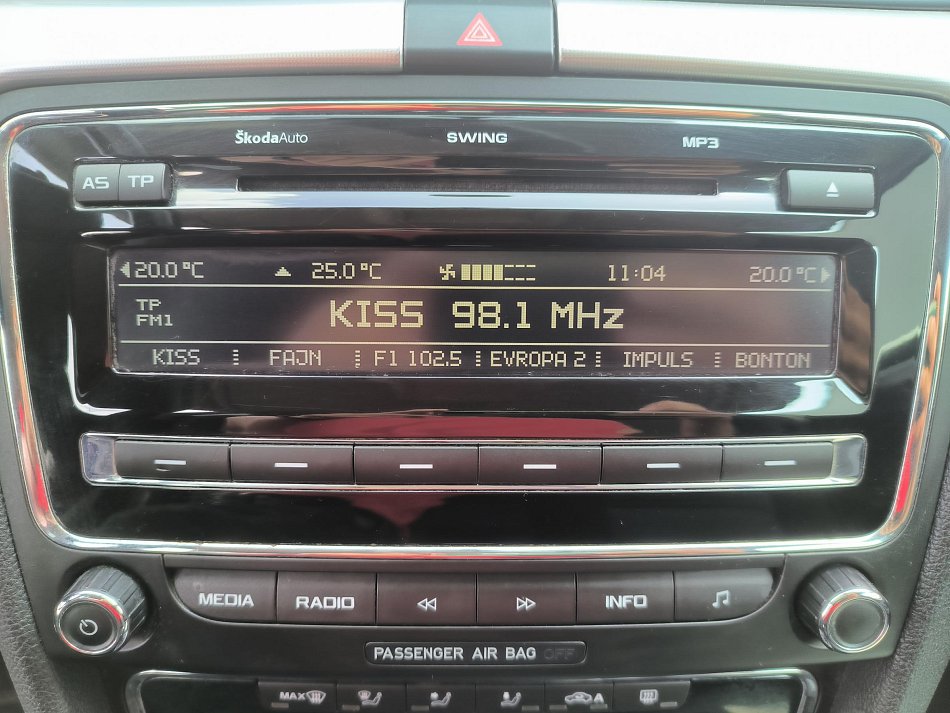 ŠkodaAuto SWING MP3
AS TP
20.0°C 25.0°C 11:04 20.0°C
TP
FM1
KISS 98.1 MHz
KISS FAJN F1 102.5 EVROPA 2 IMPULS BONTON
MEDIA RADIO INFO
PASSENGER AIR BAG OFF
MAX A